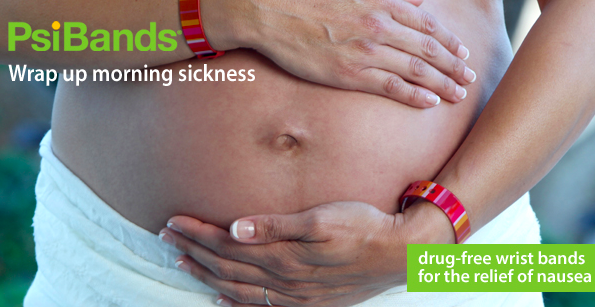 PsiBands®
Wrap up morning sickness
drug-free wrist bands
for the relief of nausea